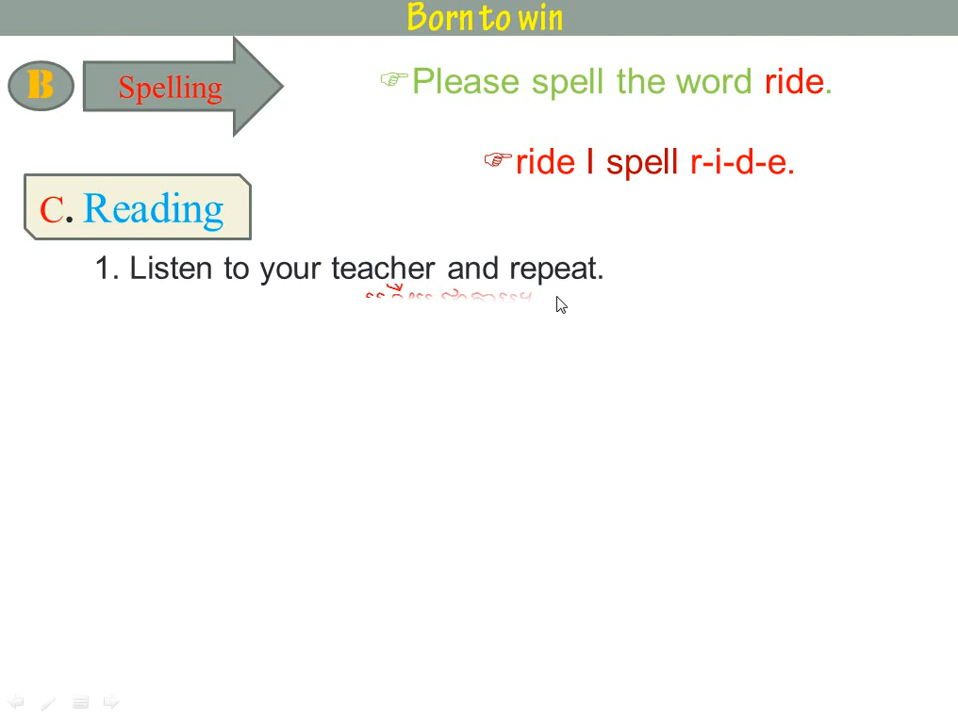 Born to win
B Spelling
Please spell the word ride.
ride I spell r-i-d-e.
C. Reading
1. Listen to your teacher and repeat.